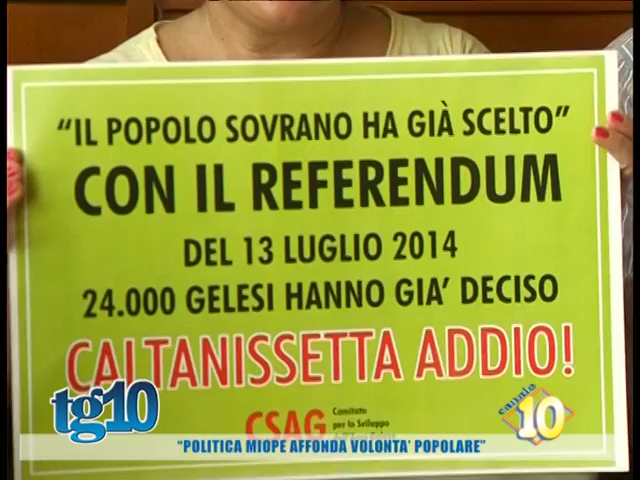 “IL POPOLO SOVRANO HA GIÀ SCELTO”
CON IL REFERENDUM
DEL 13 LUGLIO 2014
24.000 GELESI HANNO GIA’ DECISO
CALTANISSETTA ADDIO!
CSAG
Comitato
per lo Sviluppo
tg10
canale
10
“POLITICA MIOPE AFFONDA VOLONTA’ POPOLARE”